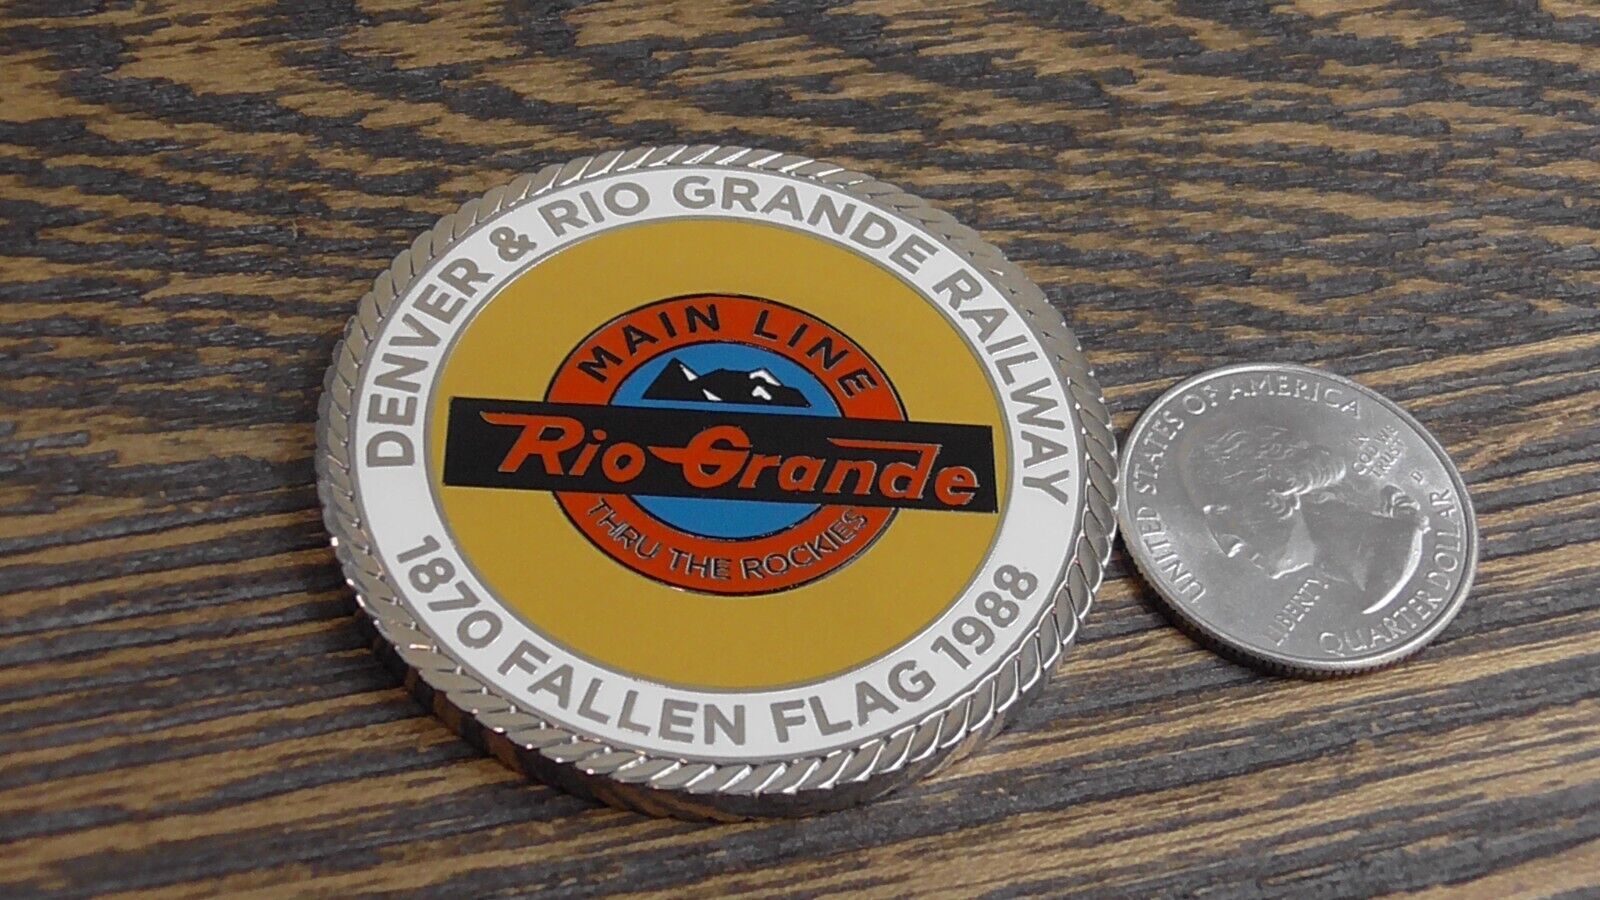 DENVER & RIO GRANDE RAILWAY
MAIN LINE
Rio Grande
THRU THE ROCKIES
1870 FALLEN FLAG 1988
UNITED STATES OF AMERICA
IN GOD WE TRUST
LIBERTY
QUARTER DOLLAR